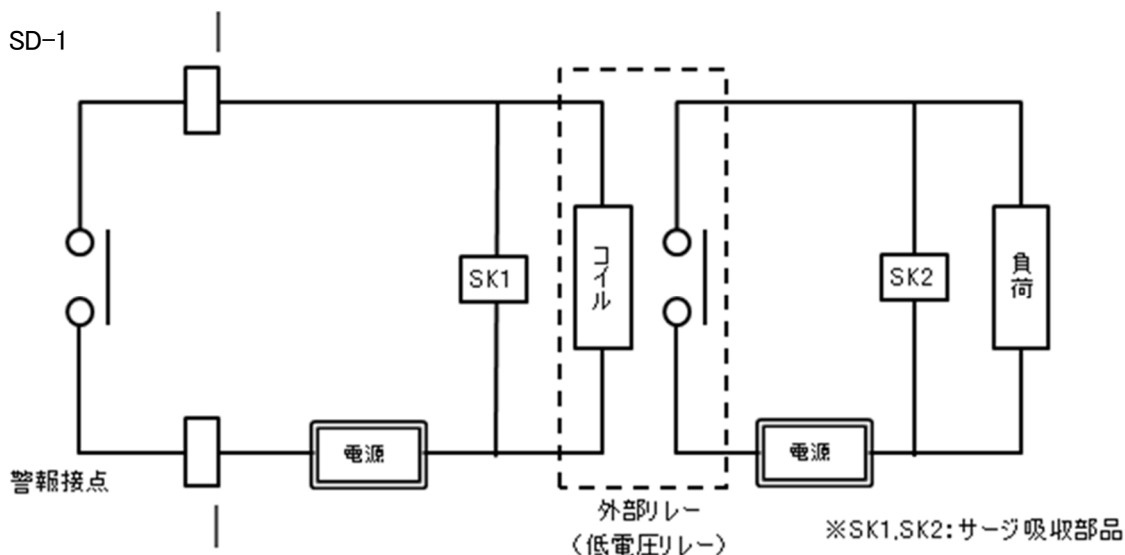 SD-1
SK1
コイル
SK2
負荷
電源
電源
警報接点
外部リレー
（低電圧リレー）
※SK1,SK2:サージ吸収部品